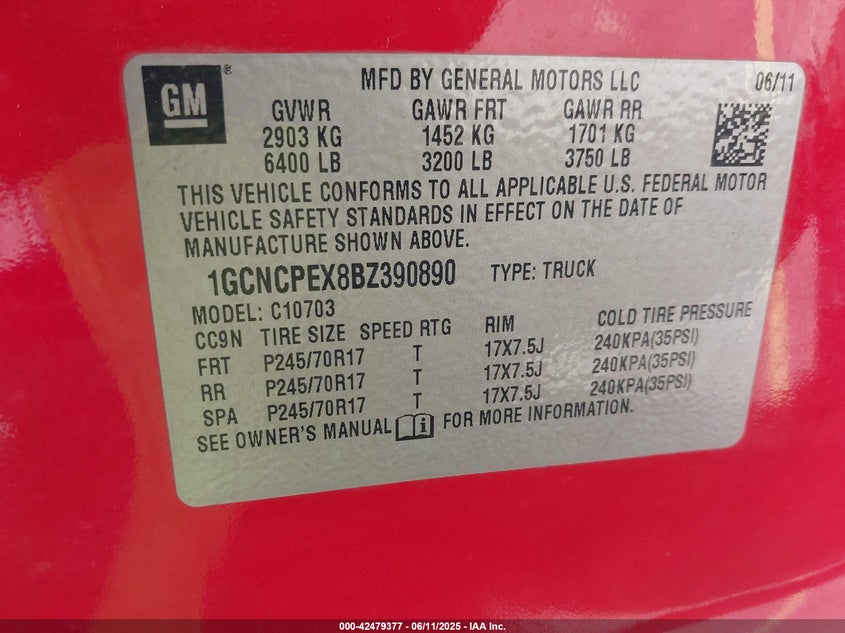 GM ®
MFD BY GENERAL MOTORS LLC 06/11
GVWR GAWR FRT GAWR RR
2903 KG 1452 KG 1701 KG
6400 LB 3200 LB 3750 LB
THIS VEHICLE CONFORMS TO ALL APPLICABLE U.S. FEDERAL MOTOR
VEHICLE SAFETY STANDARDS IN EFFECT ON THE DATE OF
MANUFACTURE SHOWN ABOVE.
1GCNCPEX8BZ390890 TYPE: TRUCK
MODEL: C10703
CC9N TIRE SIZE SPEED RTG RIM COLD TIRE PRESSURE
FRT P245/70R17 T 17X7.5J 240KPA(35PSI)
RR P245/70R17 T 17X7.5J 240KPA(35PSI)
SPA P245/70R17 T 17X7.5J 240KPA(35PSI)
SEE OWNER'S MANUAL i FOR MORE INFORMATION.
000-42479377 - 06/11/2025 - IAA Inc.